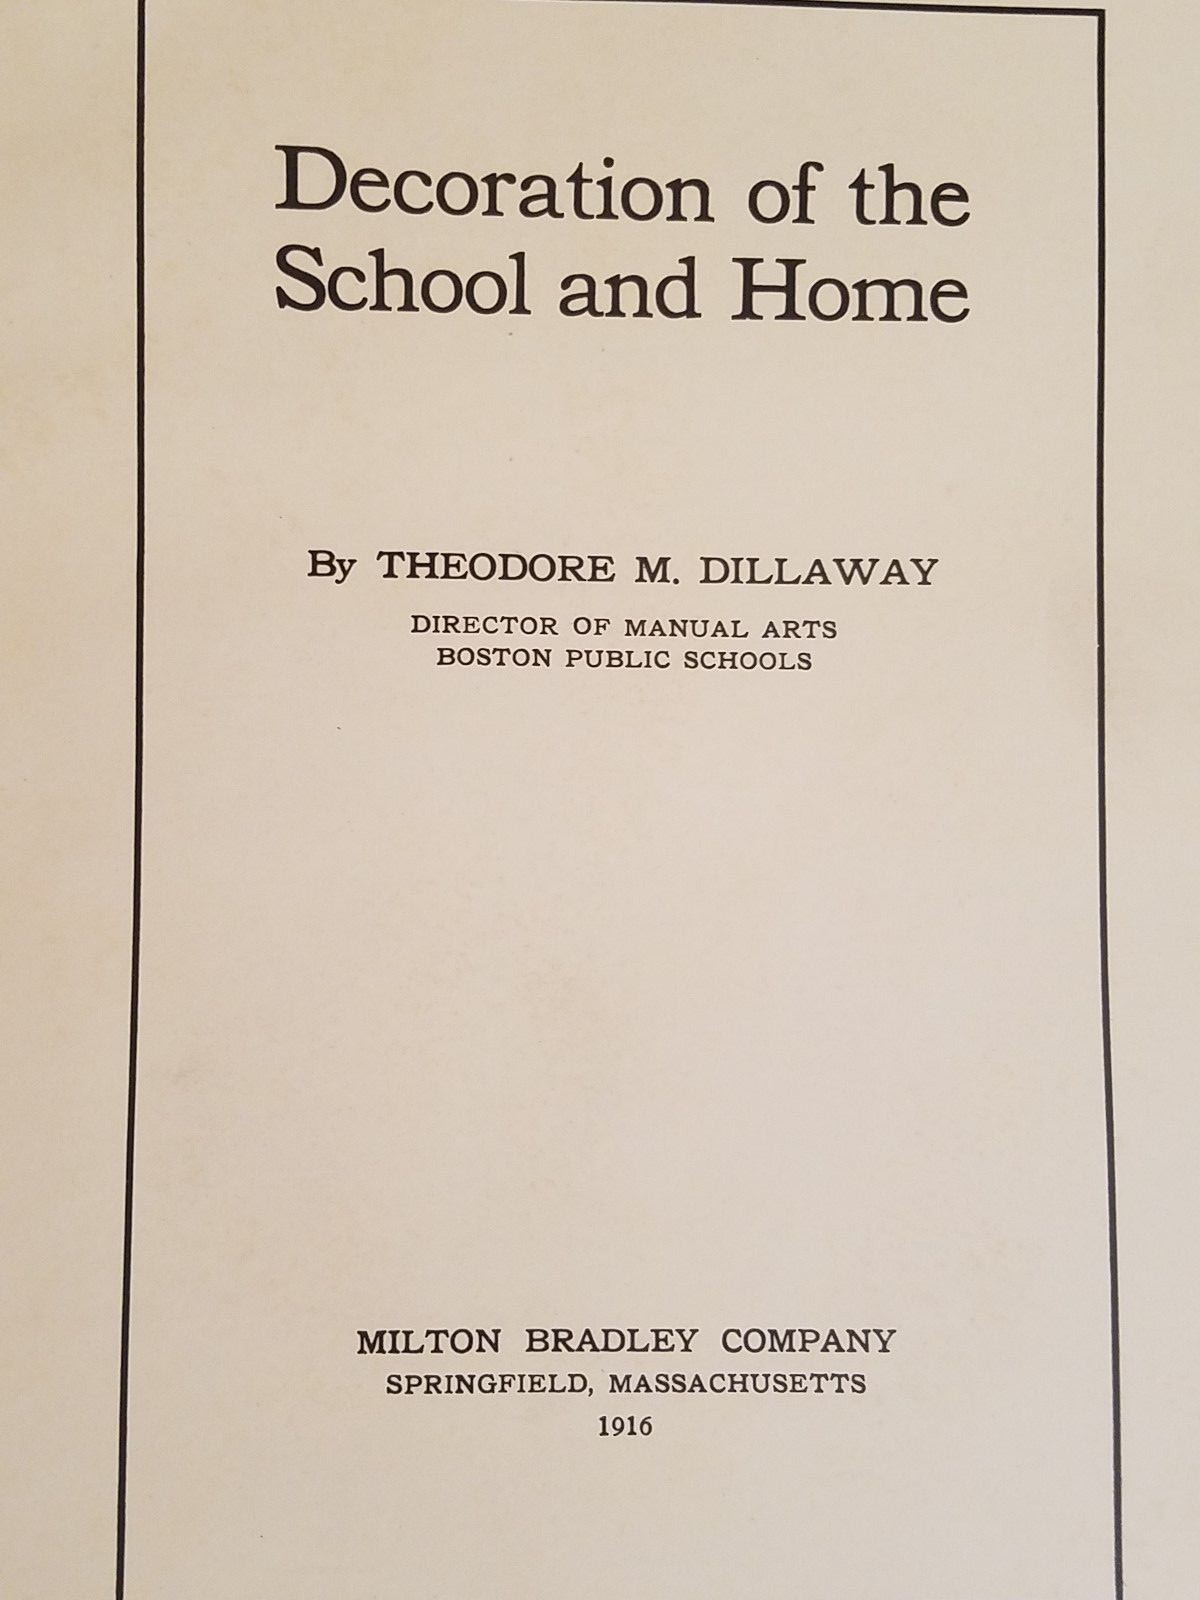 Decoration of the
School and Home
By THEODORE M. DILLAWAY
DIRECTOR OF MANUAL ARTS
BOSTON PUBLIC SCHOOLS
MILTON BRADLEY COMPANY
SPRINGFIELD, MASSACHUSETTS
1916